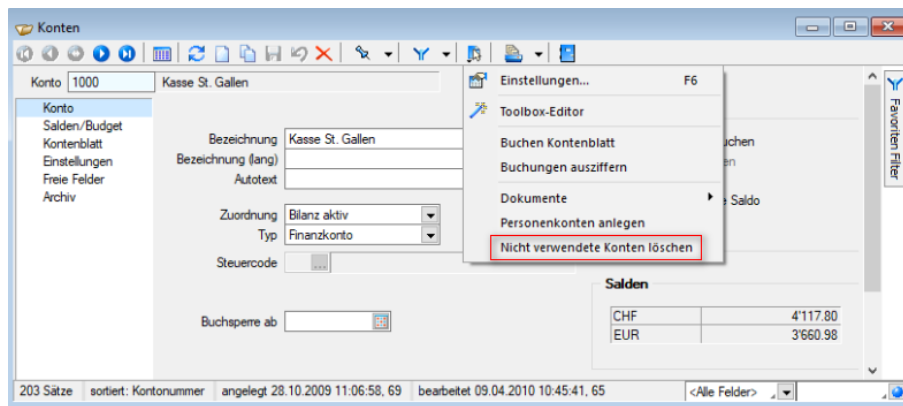 Konten
Konto 1000 Kasse St. Gallen
Konto
Salden/Budget
Kontenblatt
Einstellungen
Freie Felder
Archiv
Bezeichnung Kasse St. Gallen
Bezeichnung (lang)
Autotext
Zuordnung Bilanz aktiv
Typ Finanzkonto
Steuercode ...
Buchsperre ab
Einstellungen... F6
Toolbox-Editor
Buchen Kontenblatt
Buchungen ausziffern
Dokumente
Personenkonten anlegen
Nicht verwendete Konten löschen
Saldo
Salden
CHF 4'117.80
EUR 3'660.98
Favoriten Filter
203 Sätze sortiert: Kontonummer angelegt 28.10.2009 11:06:58, 69 bearbeitet 09.04.2010 10:45:41, 65 <Alle Felder>